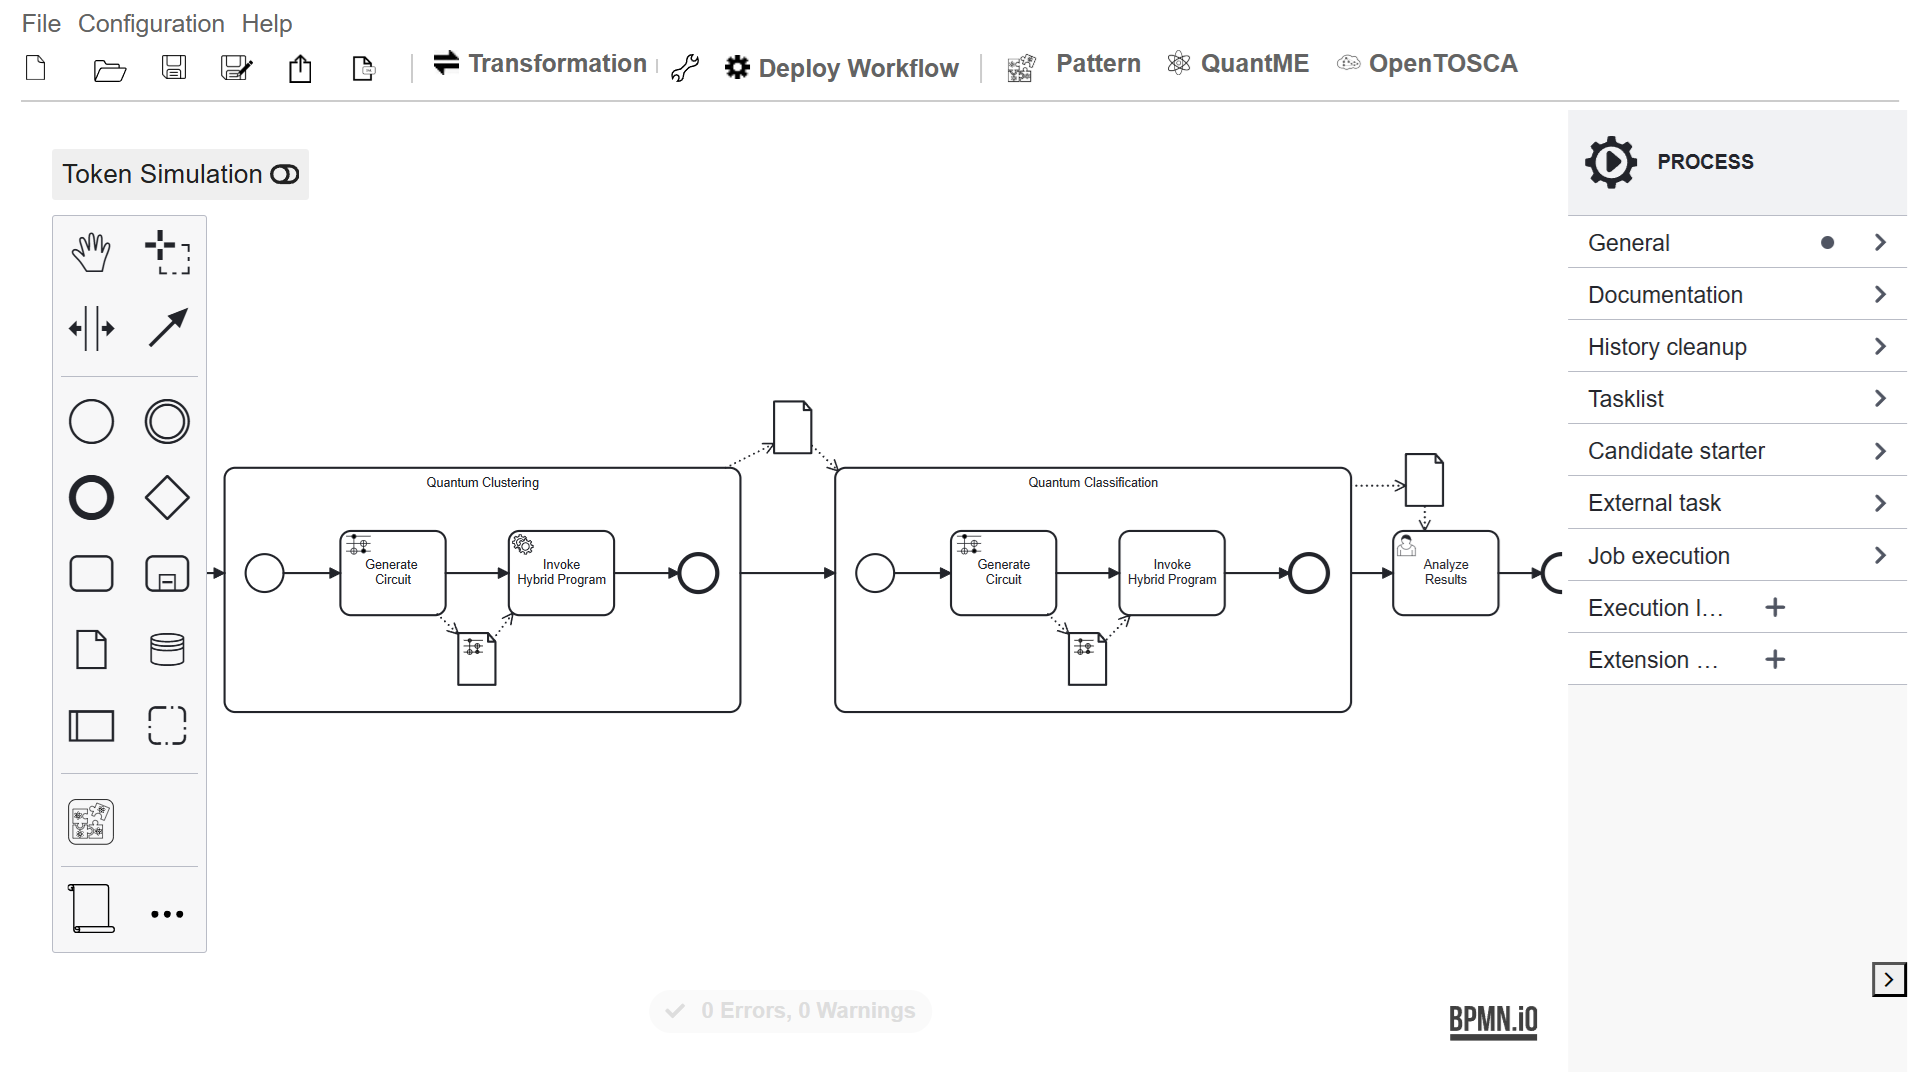 File Configuration Help
Transformation Deploy Workflow Pattern QuantME OpenTOSCA
Token Simulation
PROCESS
General
Documentation
History cleanup
Tasklist
Candidate starter
External task
Job execution
Execution l...
Extension ...
Quantum Clustering
Generate
Circuit
Invoke
Hybrid Program
Quantum Classification
Generate
Circuit
Invoke
Hybrid Program
Analyze
Results
0 Errors, 0 Warnings
BPMN.iO